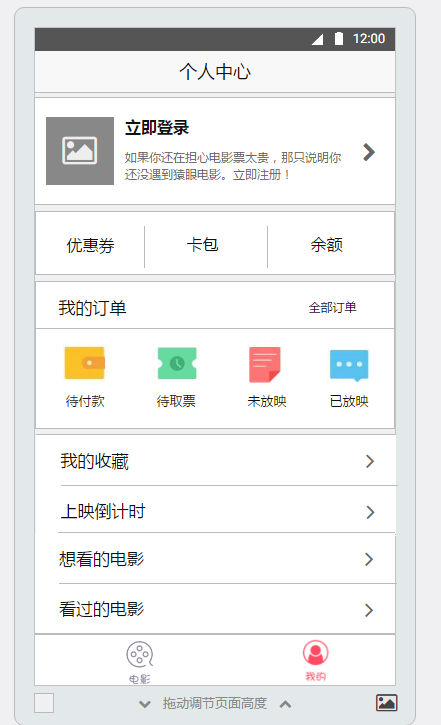 12:00
个人中心
立即登录
如果你还在担心电影票太贵，那只说明你
还没遇到猿眼电影。立即注册！
优惠券 卡包 余额
我的订单 全部订单
待付款 待取票 未放映 已放映
我的收藏
上映倒计时
想看的电影
看过的电影
电影 我的
拖动调节页面高度